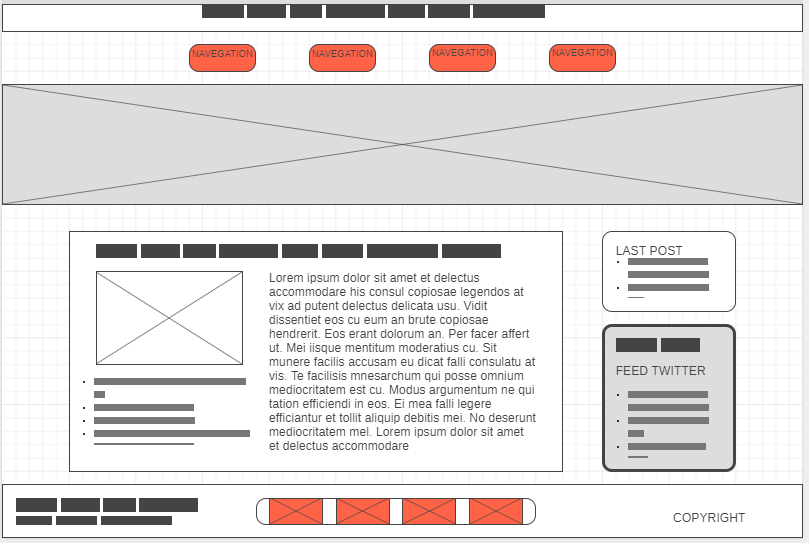 NAVEGATION NAVEGATION NAVEGATION NAVEGATION
Lorem ipsum dolor sit amet et delectus
accommodare his consul copiosae legendos at
vix ad putent delectus delicata usu. Vidit
dissentiet eos cu eum an brute copiosae
hendrerit. Eos erant dolorum an. Per facer affert
ut. Mei iisque mentitum moderatius cu. Sit
munere facilis accusam eu dicat falli consulatu at
vis. Te facilisis mnesarchum qui posse omnium
mediocritatem est cu. Modus argumentum ne qui
tation efficiendi in eos. Ei mea falli legere
efficiantur et tollit aliquip debitis mei. No deserunt
mediocritatem mel. Lorem ipsum dolor sit amet
et delectus accommodare
LAST POST
FEED TWITTER
COPYRIGHT